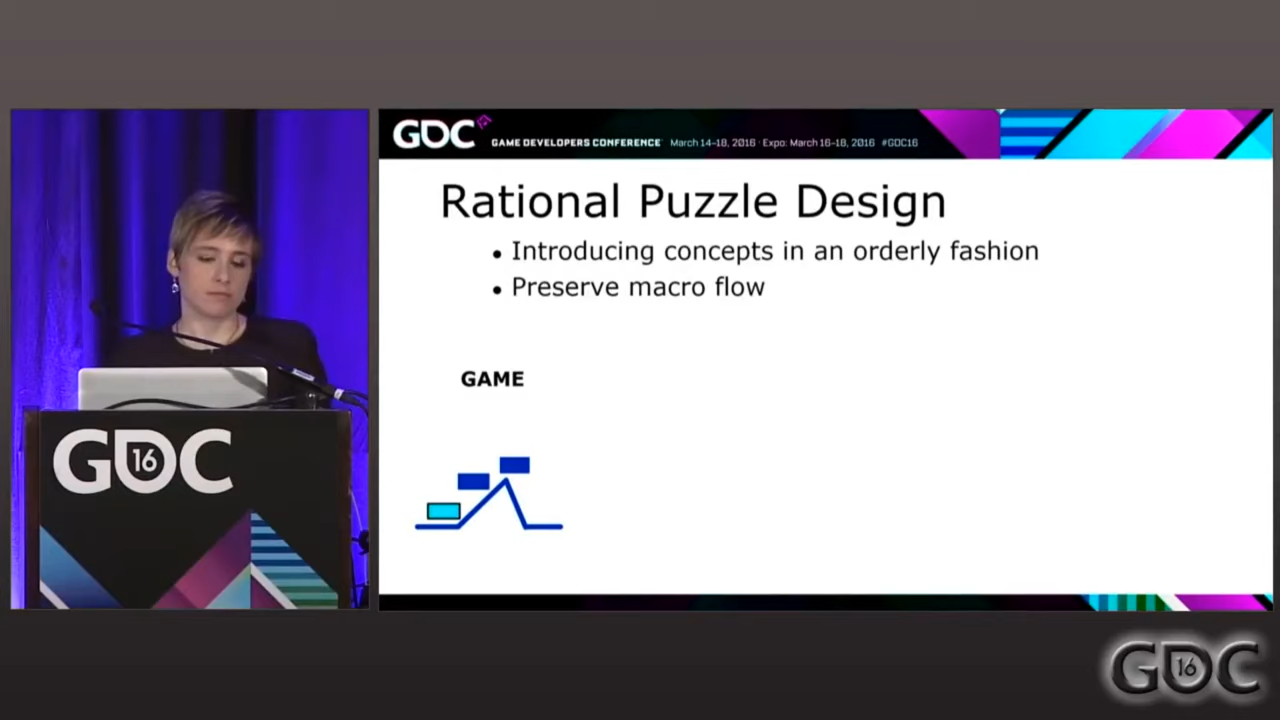 GDC
GAME DEVELOPERS CONFERENCE March 14-18, 2016 · Expo: March 16-18, 2016 #GDC16
Rational Puzzle Design
• Introducing concepts in an orderly fashion
• Preserve macro flow
GAME
GDC 16
GDC 16